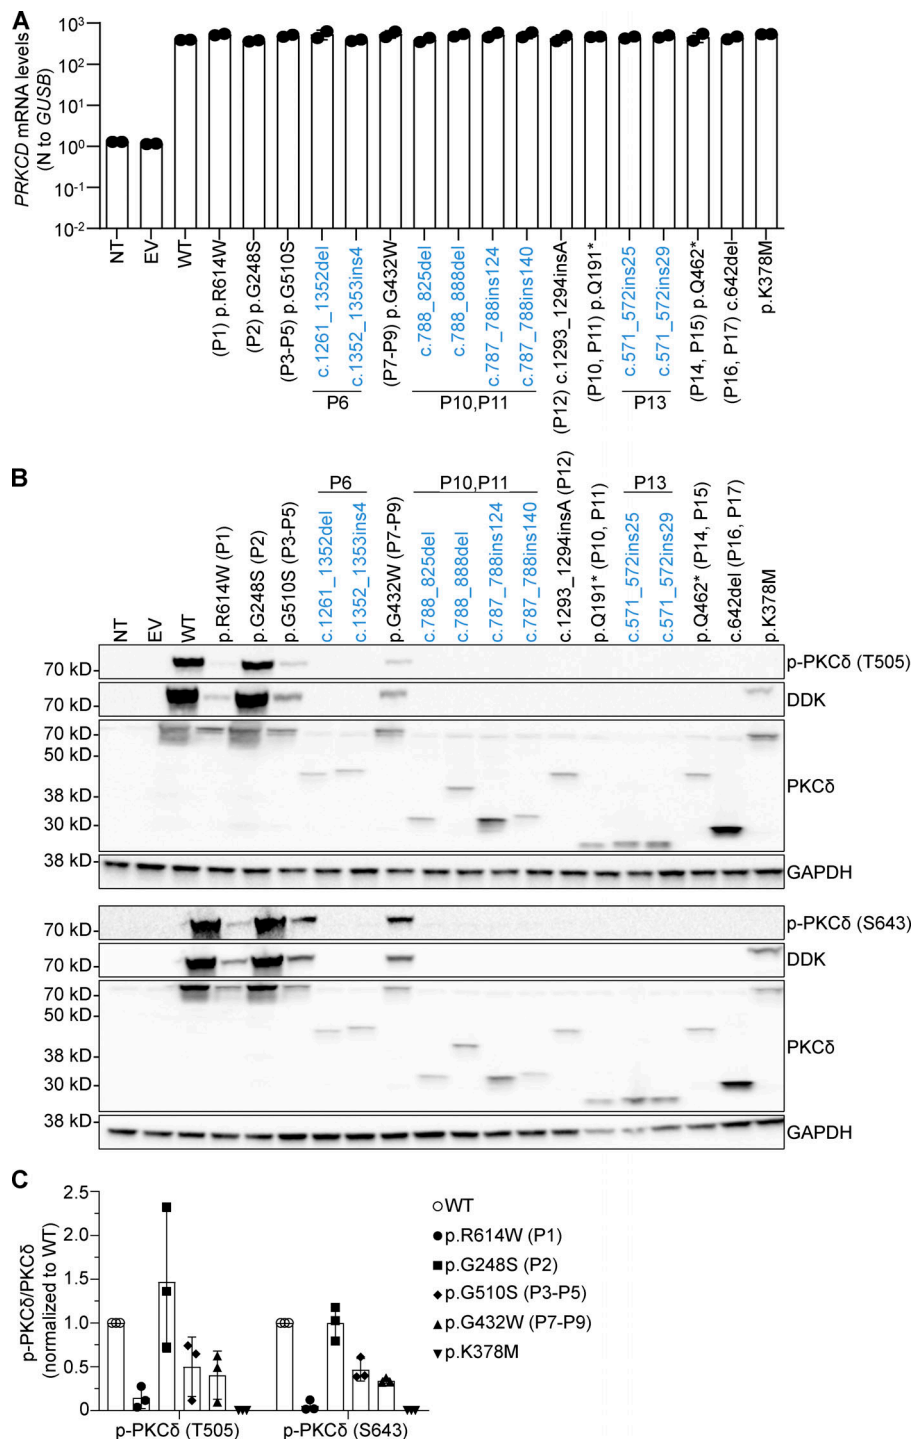 A
PRKCD mRNA levels
(N to GUSB)
10³
10²
10¹
10⁰
10⁻¹
10⁻²
NT
EV
WT
(P1) p.R614W
(P2) p.G248S
(P3-P5) p.G510S
c.1261_1352del
c.1352_1353ins4
(P7-P9) p.G432W
c.788_825del
c.788_888del
c.787_788ins124
c.787_788ins140
(P12) c.1293_1294insA
(P10, P11) p.Q191*
c.571_572ins25
c.571_572ins29
(P14, P15) p.Q462*
(P16, P17) c.642del
p.K378M
P6
P10,P11
P13
B
P6
P10,P11
P13
NT
EV
WT
p.R614W (P1)
p.G248S (P2)
p.G510S (P3-P5)
c.1261_1352del
c.1352_1353ins4
p.G432W (P7-P9)
c.788_825del
c.788_888del
c.787_788ins124
c.787_788ins140
c.1293_1294insA (P12)
p.Q191* (P10, P11)
c.571_572ins25
c.571_572ins29
p.Q462* (P14, P15)
c.642del (P16, P17)
p.K378M
70 kD
p-PKCδ (T505)
70 kD
DDK
70 kD
50 kD
38 kD
30 kD
PKCδ
38 kD
GAPDH
70 kD
p-PKCδ (S643)
70 kD
DDK
70 kD
50 kD
38 kD
30 kD
PKCδ
38 kD
GAPDH
C
p-PKCδ/PKCδ
(normalized to WT)
2.5
2.0
1.5
1.0
0.5
0
p-PKCδ (T505)
p-PKCδ (S643)
WT
p.R614W (P1)
p.G248S (P2)
p.G510S (P3-P5)
p.G432W (P7-P9)
p.K378M